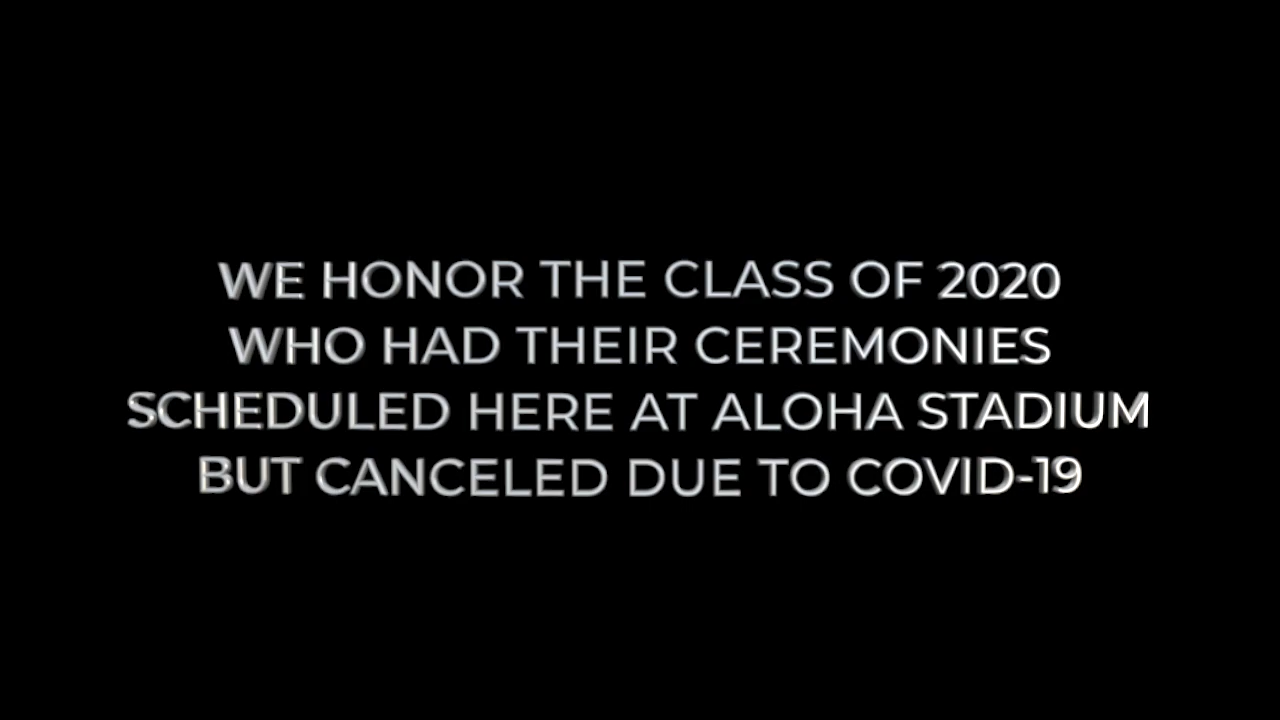 WE HONOR THE CLASS OF 2020
WHO HAD THEIR CEREMONIES
SCHEDULED HERE AT ALOHA STADIUM
BUT CANCELED DUE TO COVID-19